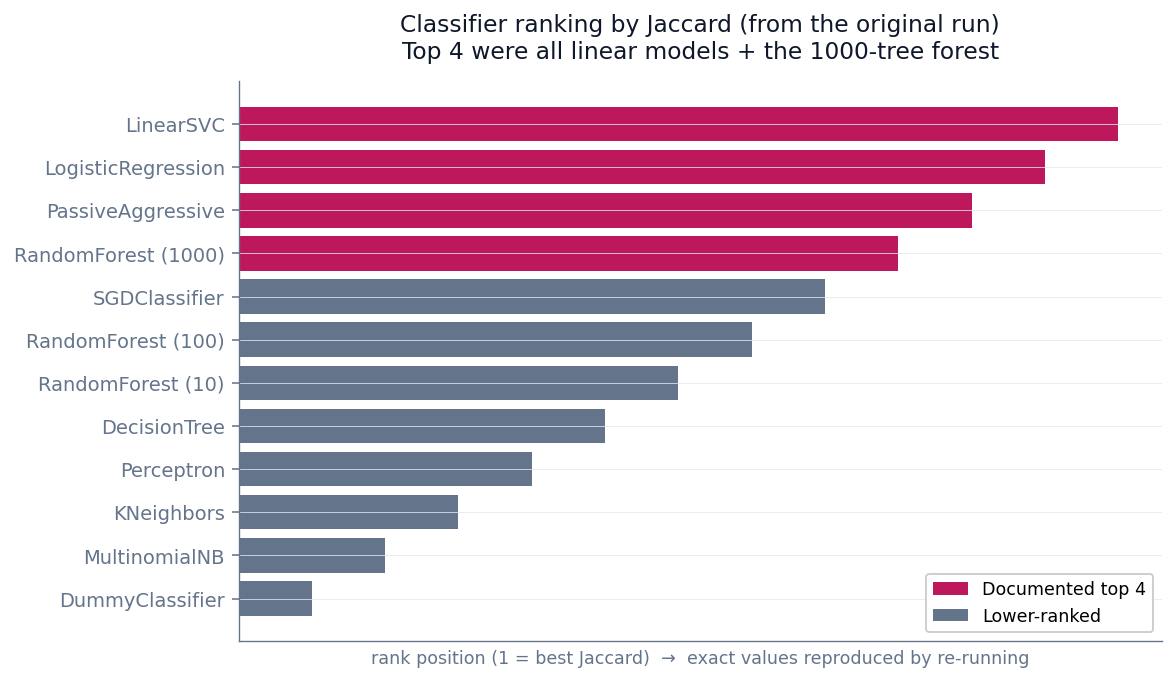 Classifier ranking by Jaccard (from the original run)
Top 4 were all linear models + the 1000-tree forest
LinearSVC
LogisticRegression
PassiveAggressive
RandomForest (1000)
SGDClassifier
RandomForest (100)
RandomForest (10)
DecisionTree
Perceptron
KNeighbors
MultinomialNB
DummyClassifier
Documented top 4
Lower-ranked
rank position (1 = best Jaccard) → exact values reproduced by re-running